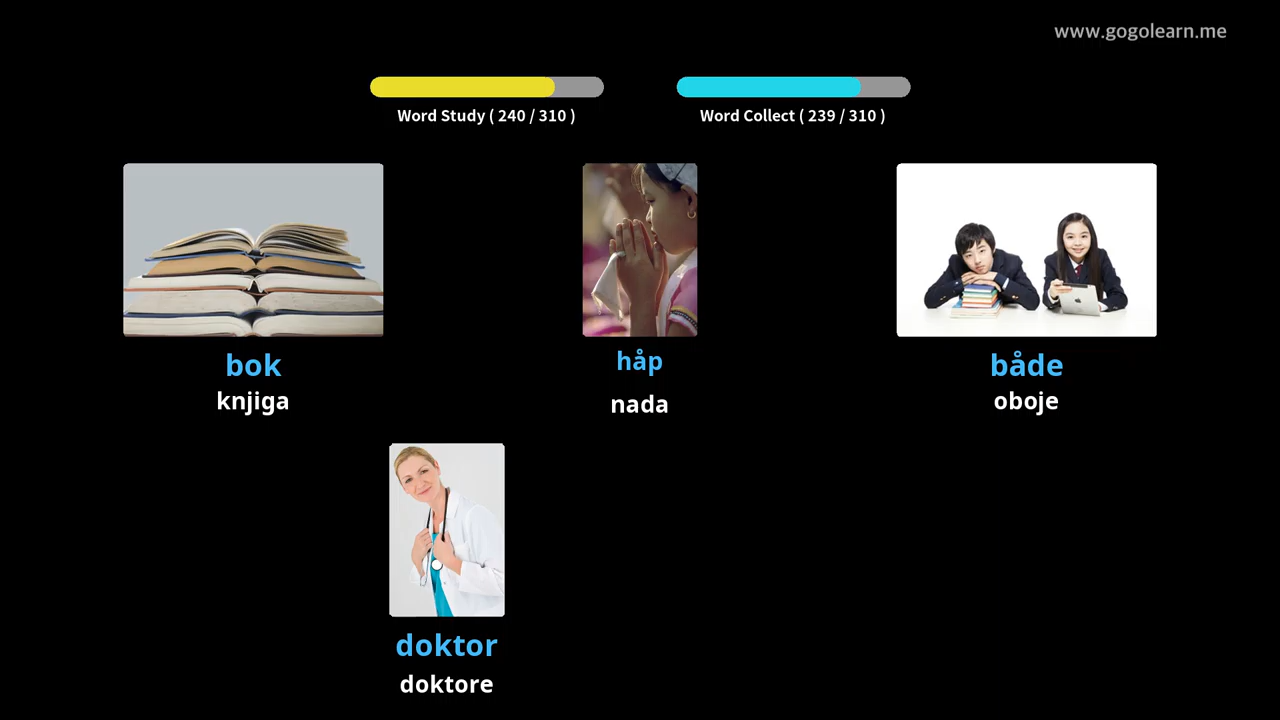 www.gogolearn.me
Word Study ( 240 / 310 )
Word Collect ( 239 / 310 )
bok
knjiga
håp
nada
både
oboje
doktor
doktore